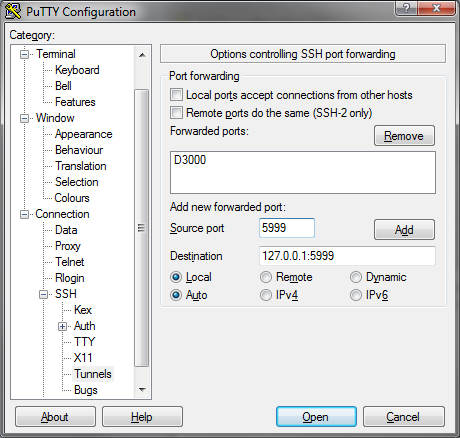 PuTTY Configuration
Category:
Terminal
Keyboard
Bell
Features
Window
Appearance
Behaviour
Translation
Selection
Colours
Connection
Data
Proxy
Telnet
Rlogin
SSH
Kex
Auth
TTY
X11
Tunnels
Bugs
Options controlling SSH port forwarding
Port forwarding
Local ports accept connections from other hosts
Remote ports do the same (SSH-2 only)
Forwarded ports:
Remove
D3000
Add new forwarded port:
Source port 5999 Add
Destination 127.0.0.1:5999
Local Remote Dynamic
Auto IPv4 IPv6
About Help Open Cancel